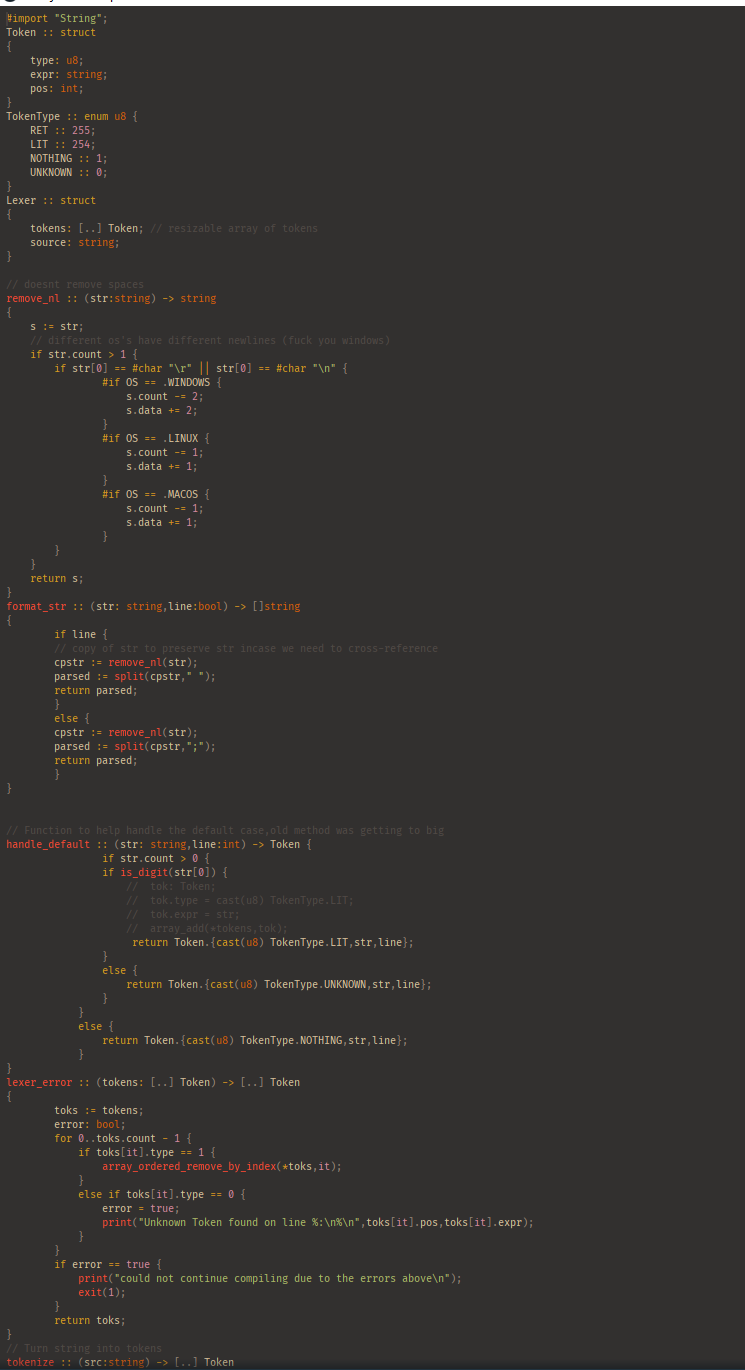 #import "String";
Token :: struct
{
    type: u8;
    expr: string;
    pos: int;
}
TokenType :: enum u8 {
    RET :: 255;
    LIT :: 254;
    NOTHING :: 1;
    UNKNOWN :: 0;
}
Lexer :: struct
{
    tokens: [..] Token; // resizable array of tokens
    source: string;
}

// doesnt remove spaces
remove_nl :: (str:string) -> string
{
    s := str;
    // different os's have different newlines (fuck you windows)
    if str.count > 1 {
        if str[0] == #char "\r" || str[0] == #char "\n" {
                #if OS == .WINDOWS {
                    s.count -= 2;
                    s.data += 2;
                }
                #if OS == .LINUX {
                    s.count -= 1;
                    s.data += 1;
                }
                #if OS == .MACOS {
                    s.count -= 1;
                    s.data += 1;
                }
        }
    }
    return s;
}
format_str :: (str: string,line:bool) -> []string
{
        if line {
        // copy of str to preserve str incase we need to cross-reference
        cpstr := remove_nl(str);
        parsed := split(cpstr," ");
        return parsed;
        }
        else {
        cpstr := remove_nl(str);
        parsed := split(cpstr,";");
        return parsed;
        }
}


// Function to help handle the default case,old method was getting to big
handle_default :: (str: string,line:int) -> Token {
                if str.count > 0 {
                if is_digit(str[0]) {
                    //  tok: Token;
                    //  tok.type = cast(u8) TokenType.LIT;
                    //  tok.expr = str;
                    //  array_add(*tokens,tok);
                     return Token.{cast(u8) TokenType.LIT,str,line};
                }
                else {
                    return Token.{cast(u8) TokenType.UNKNOWN,str,line};
                }
            }
            else {
                return Token.{cast(u8) TokenType.NOTHING,str,line};
            }
}
lexer_error :: (tokens: [..] Token) -> [..] Token
{
        toks := tokens;
        error: bool;
        for 0..toks.count - 1 {
            if toks[it].type == 1 {
                array_ordered_remove_by_index(*toks,it);
            }
            else if toks[it].type == 0 {
                error = true;
                print("Unknown Token found on line %:\n%\n",toks[it].pos,toks[it].expr);
            }
        }
        if error == true {
            print("could not continue compiling due to the errors above\n");
            exit(1);
        }
        return toks;
}
// Turn string into tokens
tokenize :: (src:string) -> [..] Token